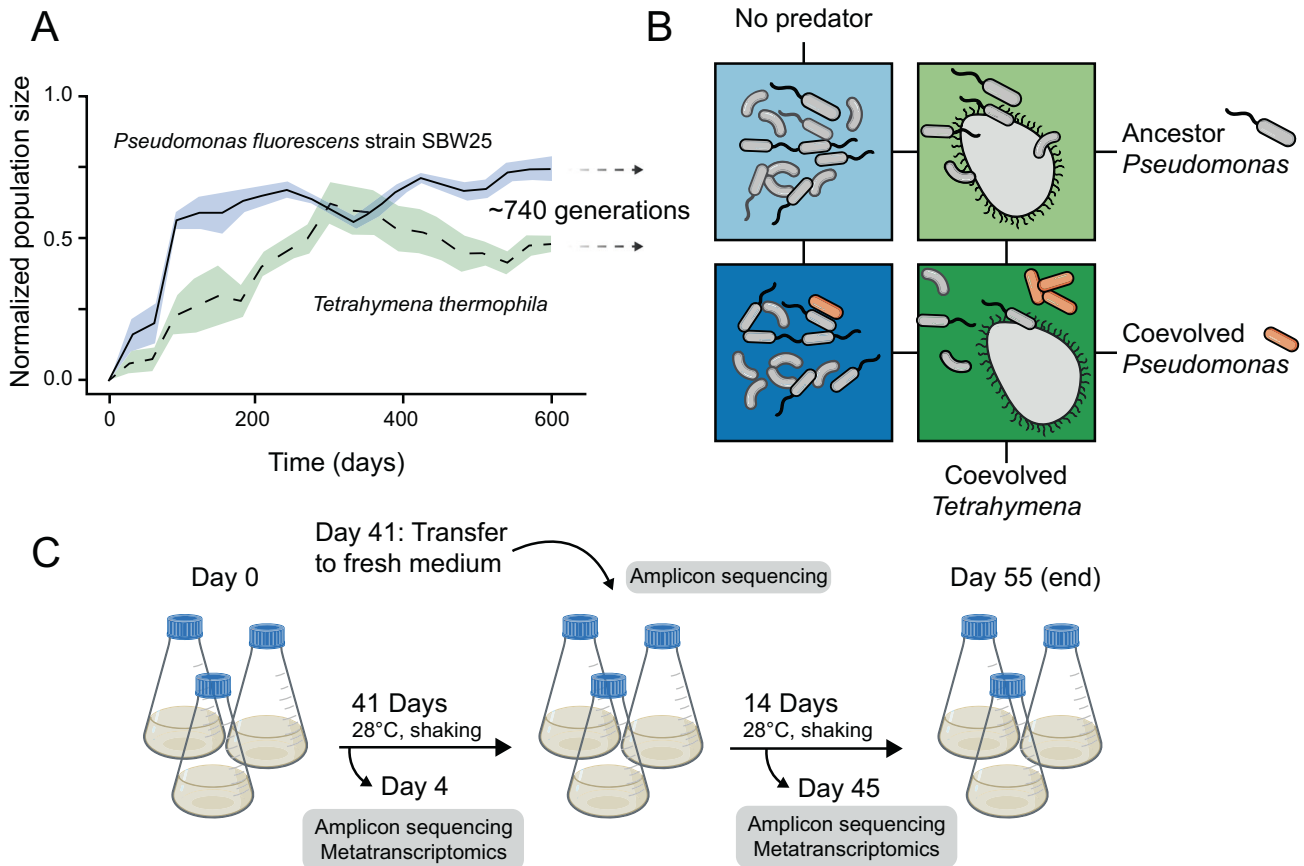 A
Normalized population size
1.0
0.5
0.0
Pseudomonas fluorescens strain SBW25
~740 generations
Tetrahymena thermophila
0
200
400
600
Time (days)
B
No predator
Ancestor
Pseudomonas
Coevolved
Pseudomonas
Coevolved
Tetrahymena
C
Day 0
Day 41: Transfer
to fresh medium
Amplicon sequencing
Day 55 (end)
41 Days
28°C, shaking
Day 4
Amplicon sequencing
Metatranscriptomics
14 Days
28°C, shaking
Day 45
Amplicon sequencing
Metatranscriptomics